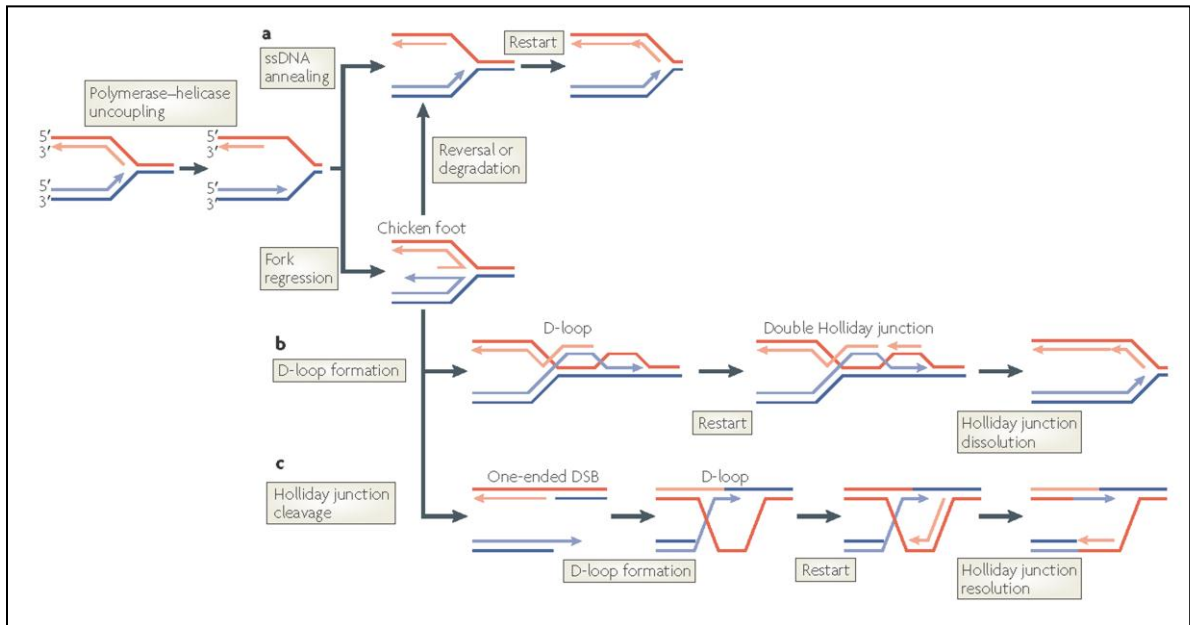 a
ssDNA
annealing
Restart
Polymerase–helicase
uncoupling
5′
3′
5′
3′
5′
3′
5′
3′
Reversal or
degradation
Chicken foot
Fork
regression
b
D-loop formation
D-loop
Double Holliday junction
Restart
Holliday junction
dissolution
c
Holliday junction
cleavage
One-ended DSB
D-loop
D-loop formation
Restart
Holliday junction
resolution